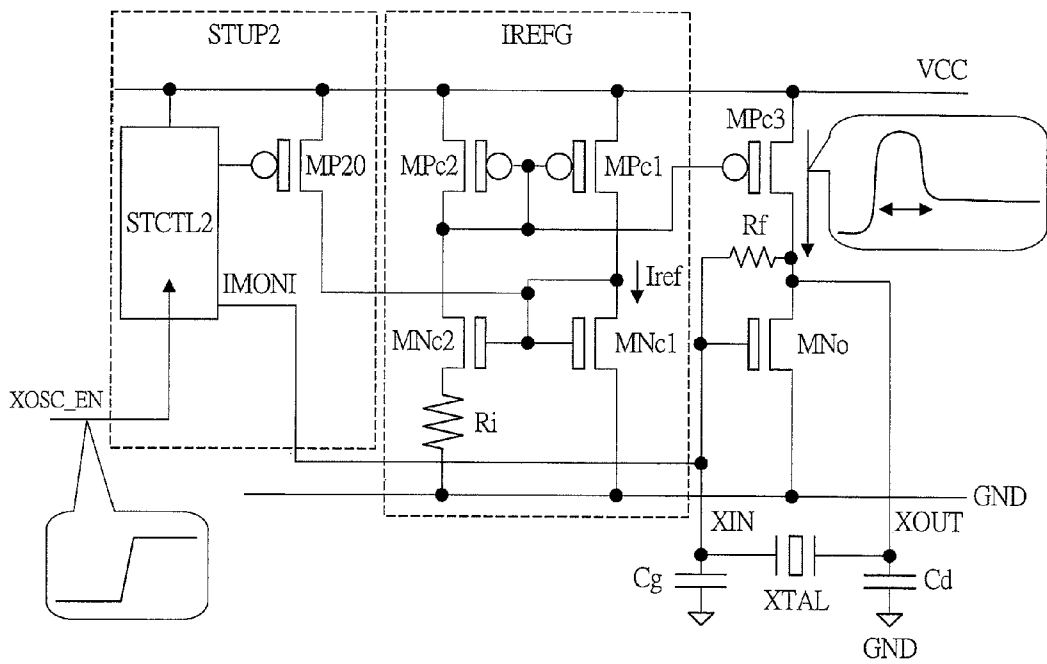 STUP2
IREFG
VCC
MPc3
MP20
MPc2
MPc1
STCTL2
Rf
IMONI
Iref
MNc2
MNc1
MNo
XOSC_EN
Ri
GND
XIN
XOUT
Cg
XTAL
Cd
GND